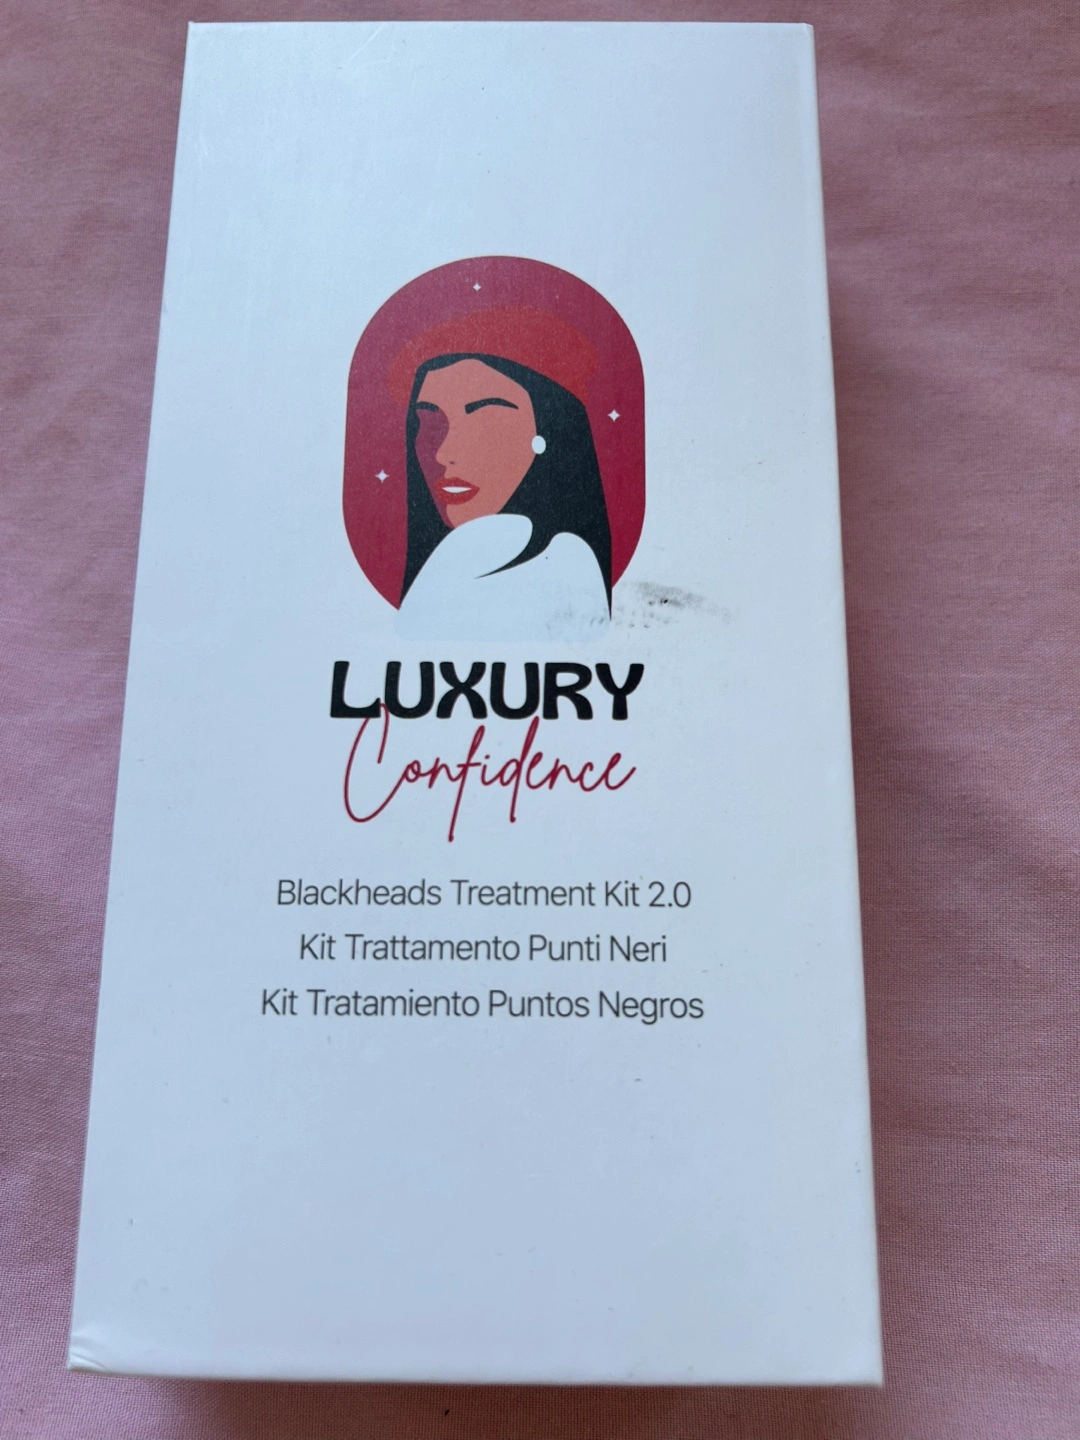 LUXURY
Confidence
Blackheads Treatment Kit 2.0
Kit Trattamento Punti Neri
Kit Tratamiento Puntos Negros